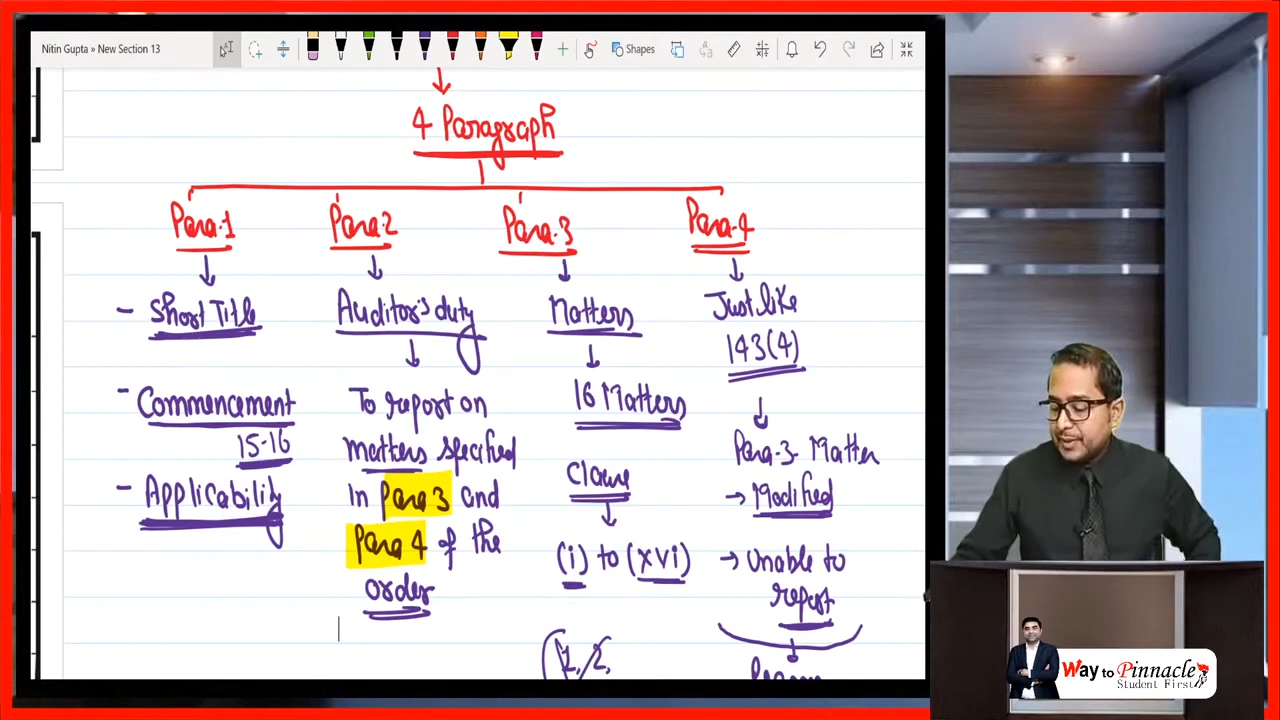 Nitin Gupta » New Section 13
Shapes
4 Paragraph
Para.1
Para.2
Para.3
Para.4
- Short Title
- Commencement
15-16
- Applicability
Auditor's duty
To report on
matters specified
In Para 3 and
Para 4 of the
order
Matters
16 Matters
Clause
(i) to (xvi)
Just like
143(4)
Para-3- Matter
→ Modified
→ Unable to
report
Way to Pinnacle
Student First